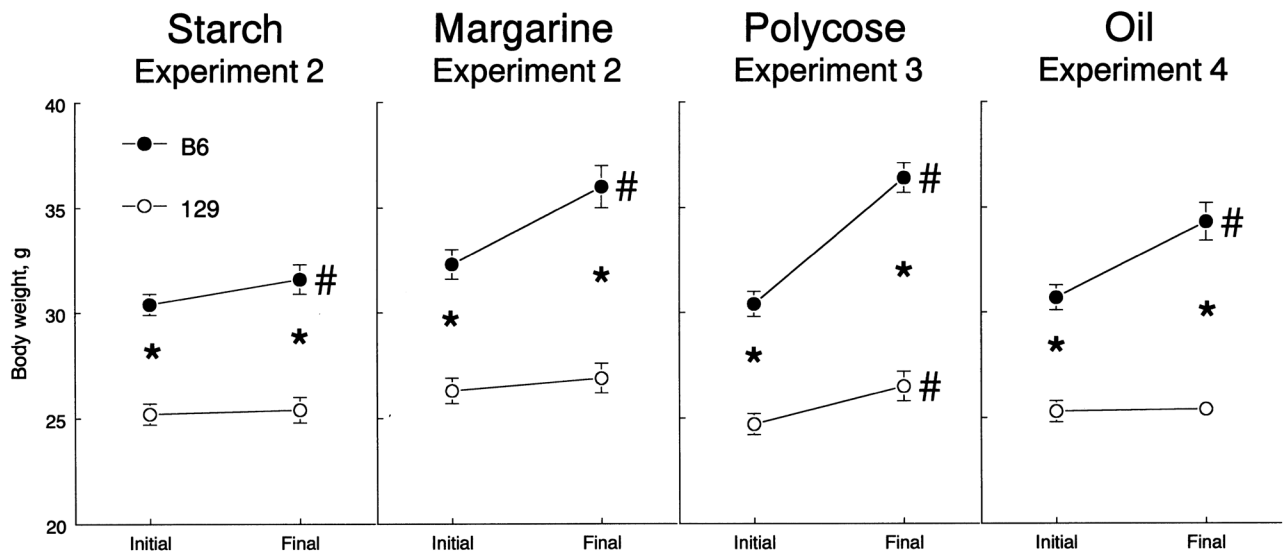 Starch
Experiment 2
Margarine
Experiment 2
Polycose
Experiment 3
Oil
Experiment 4
Body weight, g
40
35
30
25
20
B6
129
#
*
*
#
*
*
#
#
*
*
#
*
*
Initial
Final
Initial
Final
Initial
Final
Initial
Final